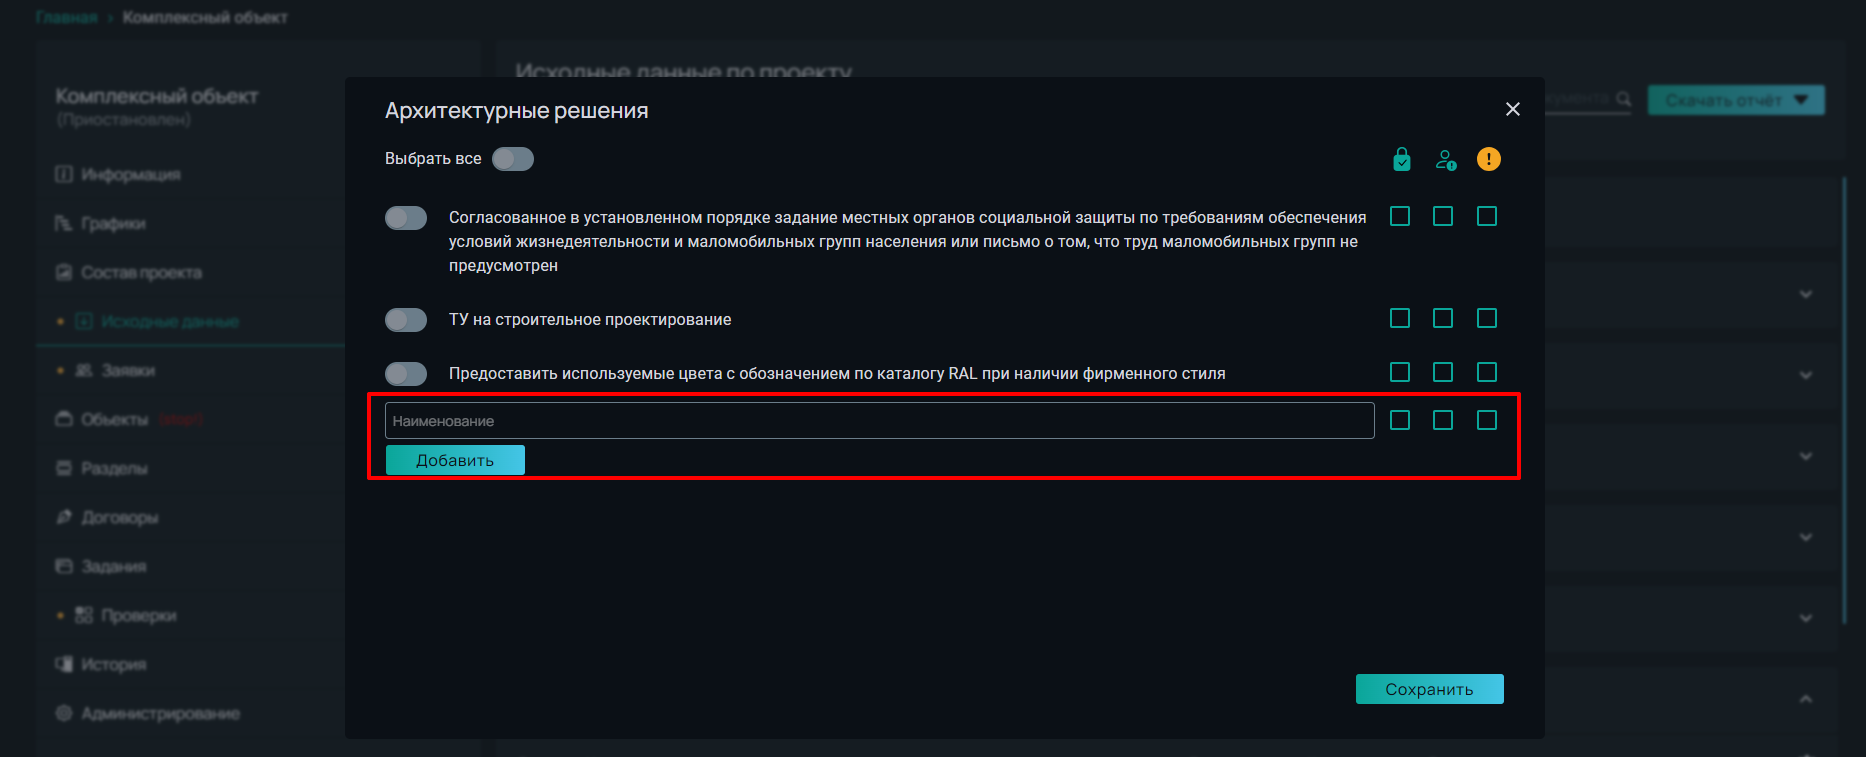 Главная › Комплексный объект
Комплексный объект
(Приостановлен)
Информация
Графики
Состав проекта
Исходные данные
Заявки
Объекты
Разделы
Договоры
Задания
Проверки
История
Администрирование
Исходные данные по проекту
Скачать отчёт
Архитектурные решения
Выбрать все
Согласованное в установленном порядке задание местных органов социальной защиты по требованиям обеспечения
условий жизнедеятельности и маломобильных групп населения или письмо о том, что труд маломобильных групп не
предусмотрен
ТУ на строительное проектирование
Предоставить используемые цвета с обозначением по каталогу RAL при наличии фирменного стиля
Наименование
Добавить
Сохранить